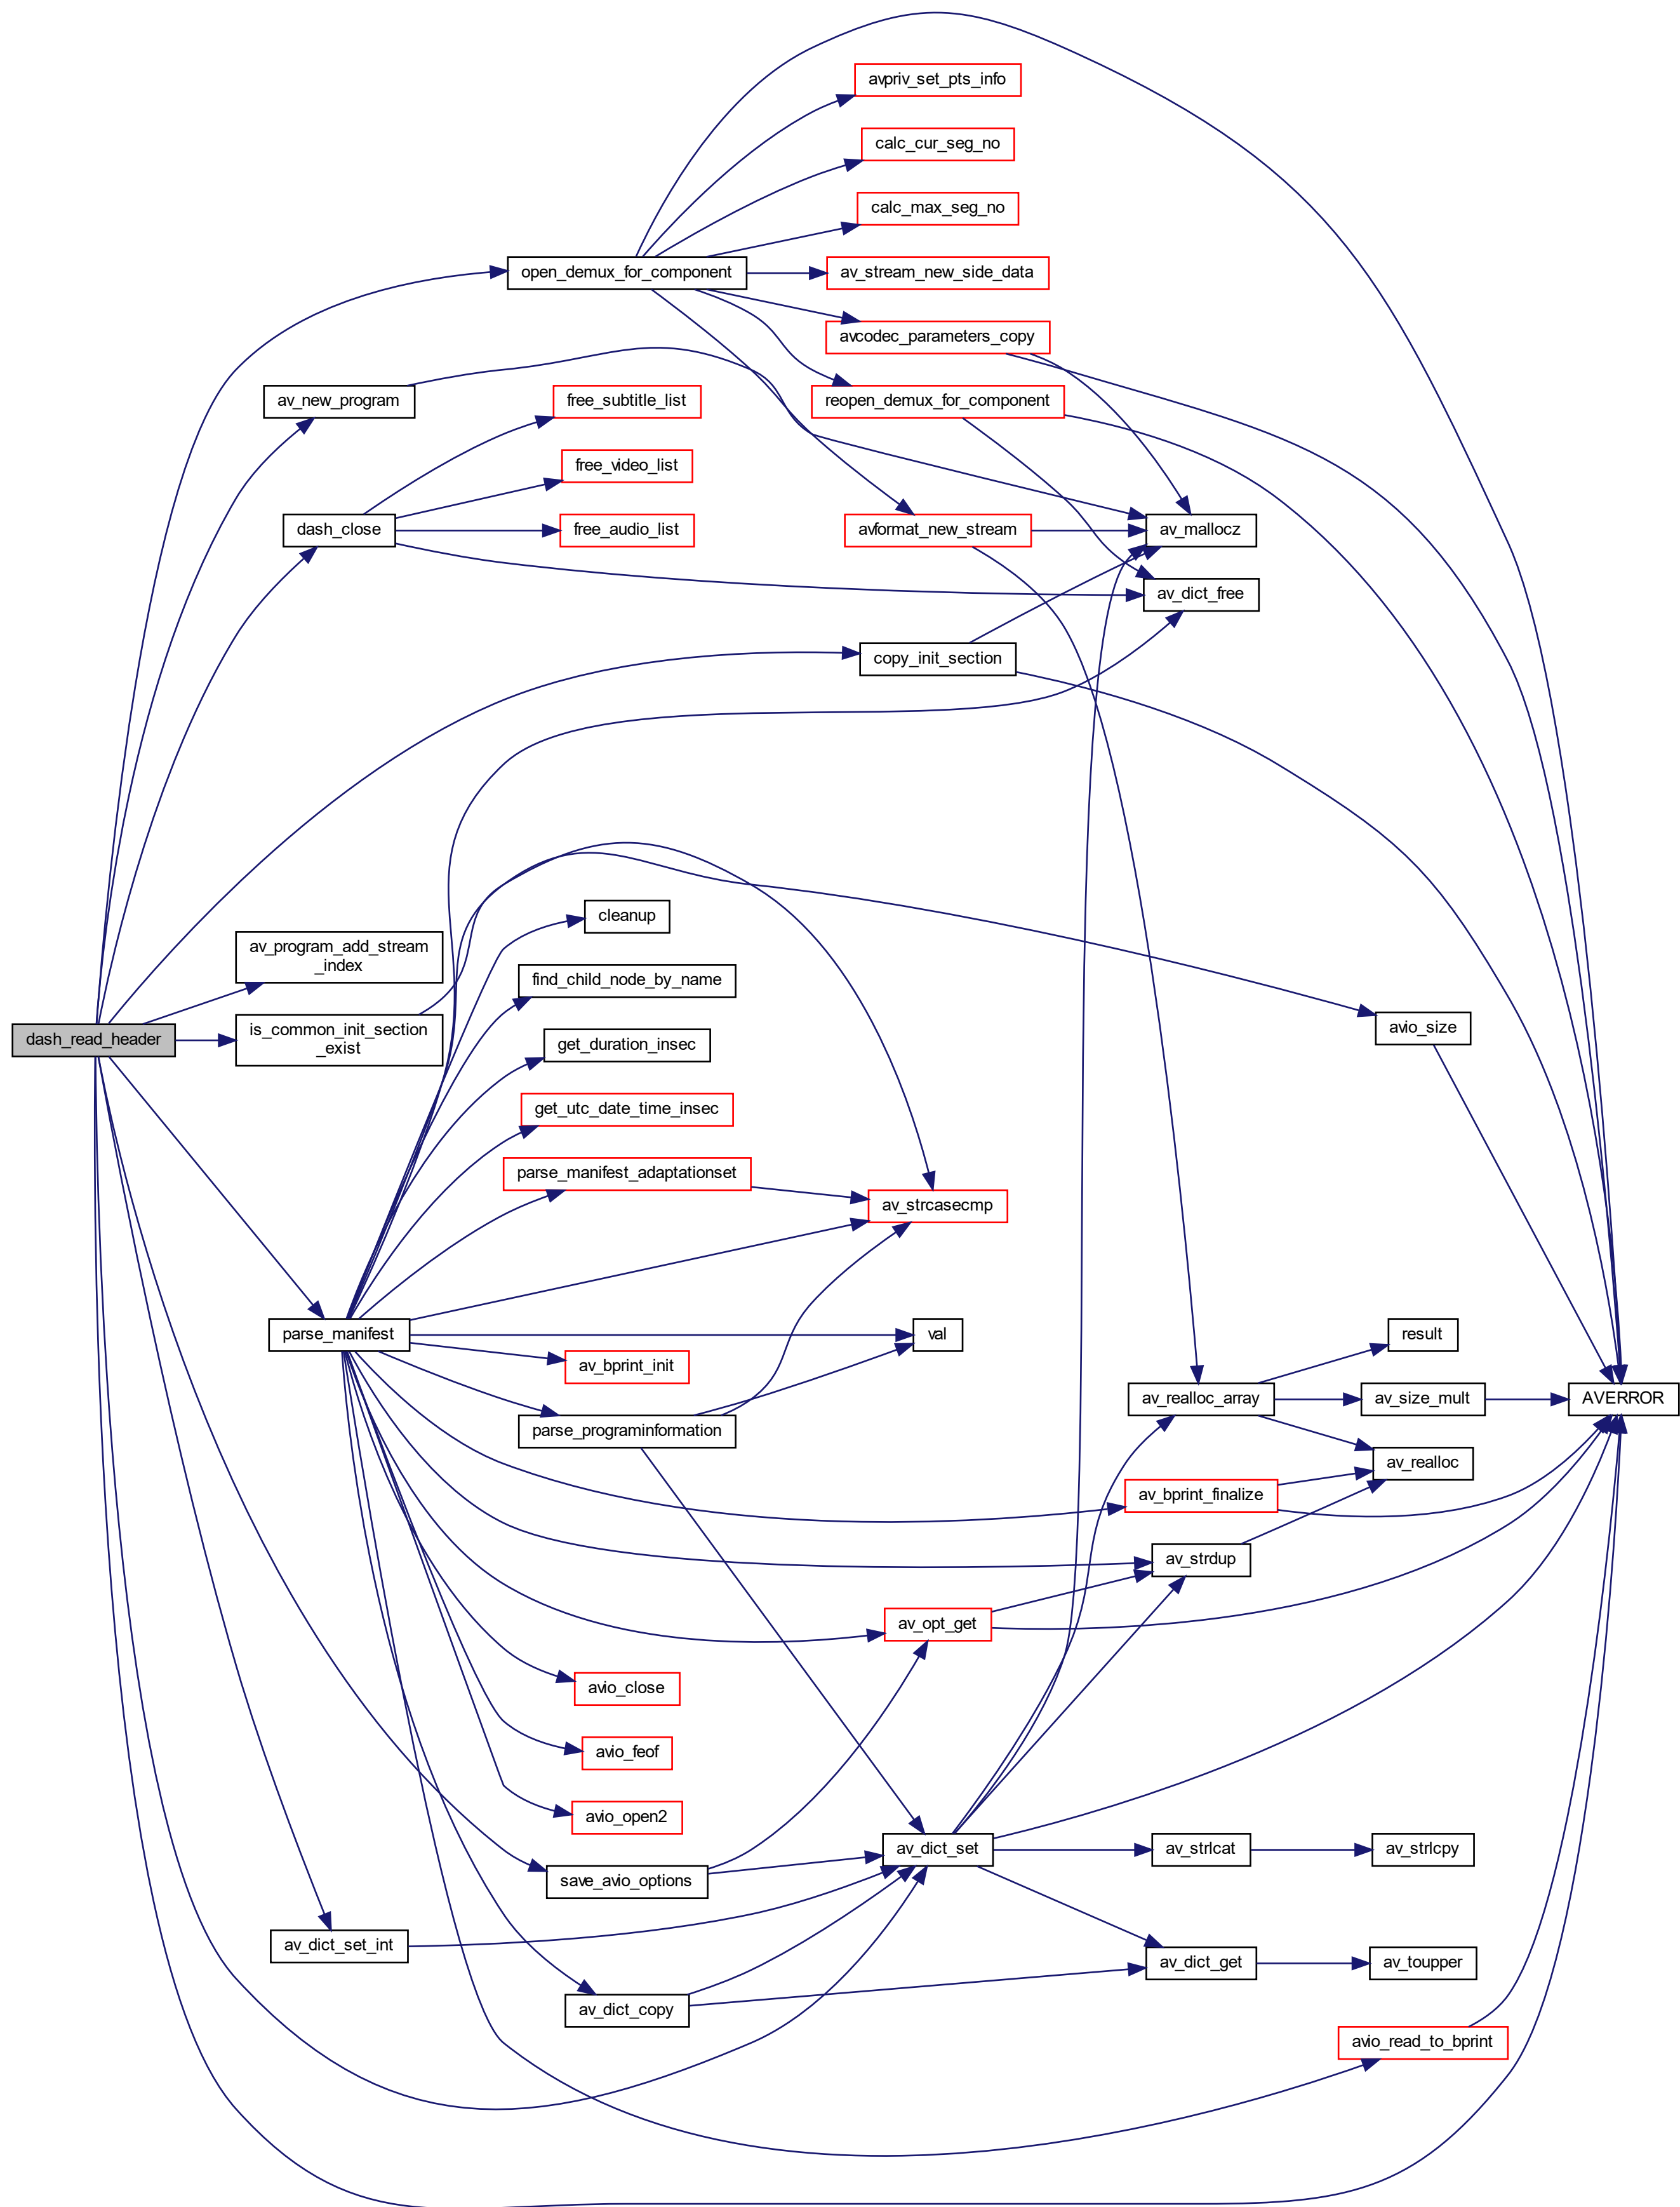 avpriv_set_pts_info
calc_cur_seg_no
calc_max_seg_no
open_demux_for_component
av_stream_new_side_data
avcodec_parameters_copy
av_new_program
free_subtitle_list
reopen_demux_for_component
free_video_list
dash_close
free_audio_list
avformat_new_stream
av_mallocz
av_dict_free
copy_init_section
cleanup
av_program_add_stream
_index
find_child_node_by_name
dash_read_header
is_common_init_section
_exist
get_duration_insec
avio_size
get_utc_date_time_insec
parse_manifest_adaptationset
av_strcasecmp
parse_manifest
val
result
av_bprint_init
av_realloc_array
av_size_mult
AVERROR
parse_programinformation
av_realloc
av_bprint_finalize
av_strdup
av_opt_get
avio_close
avio_feof
avio_open2
av_dict_set
av_strlcat
av_strlcpy
save_avio_options
av_dict_set_int
av_dict_get
av_toupper
av_dict_copy
avio_read_to_bprint